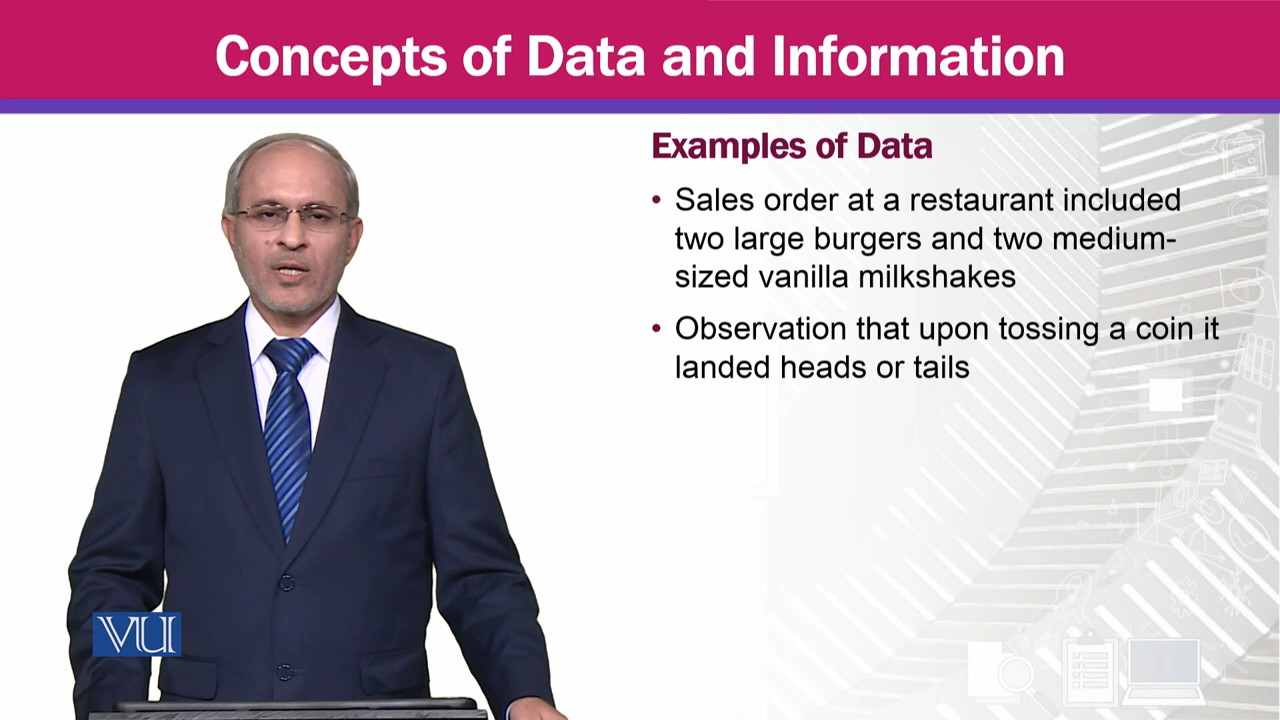 Concepts of Data and Information
Examples of Data
• Sales order at a restaurant included
two large burgers and two medium-
sized vanilla milkshakes
• Observation that upon tossing a coin it
landed heads or tails
VU